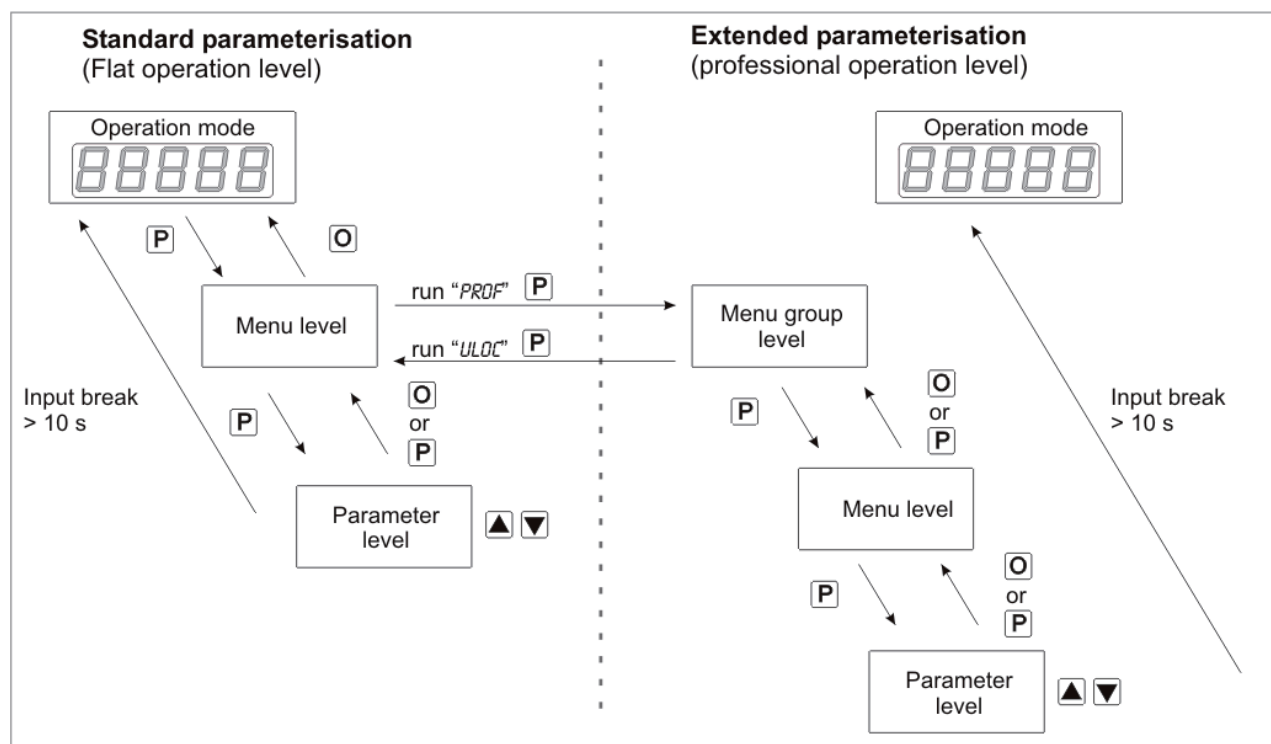 Standard parameterisation
(Flat operation level)
Operation mode
88888
P
O
Menu level
run “PROF” P
run “ULOC” P
Input break
> 10 s
P
O
or
P
Parameter
level
Extended parameterisation
(professional operation level)
Operation mode
88888
Menu group
level
P
O
or
P
Input break
> 10 s
Menu level
P
O
or
P
Parameter
level